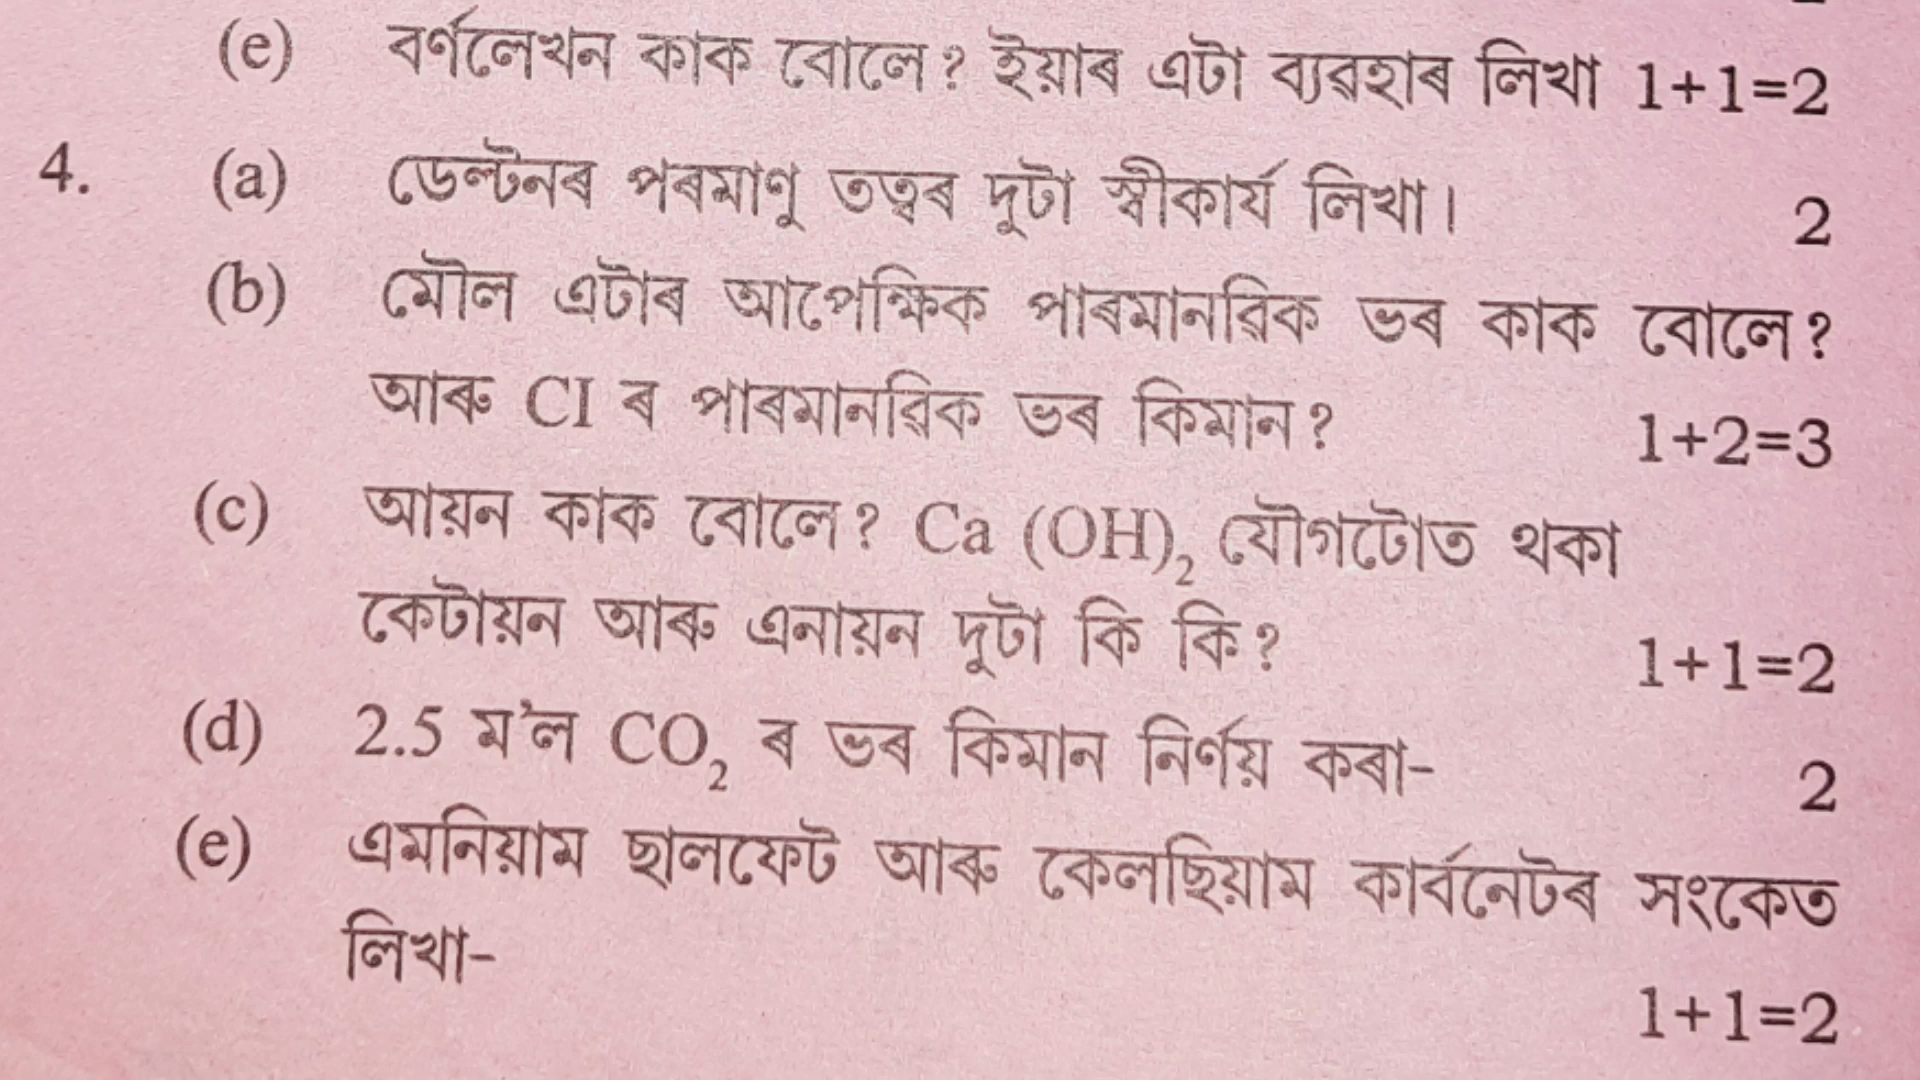 (e) বৰ্ণলেখন কাক বোলে? ইয়াৰ এটা ব্যৱহাৰ লিখা 1+1=2
4. (a) ডেল্টনৰ পৰমাণু তত্বৰ দুটা স্বীকাৰ্য লিখা। 2
(b) মৌল এটাৰ আপেক্ষিক পাৰমানৱিক ভৰ কাক বোলে?
আৰু CI ৰ পাৰমানৱিক ভৰ কিমান? 1+2=3
(c) আয়ন কাক বোলে? Ca (OH)₂ যৌগটোত থকা
কেটায়ন আৰু এনায়ন দুটা কি কি? 1+1=2
(d) 2.5 ম'ল CO₂ ৰ ভৰ কিমান নিৰ্ণয় কৰা- 2
(e) এমনিয়াম ছালফেট আৰু কেলছিয়াম কাৰ্বনেটৰ সংকেত
লিখা-
1+1=2